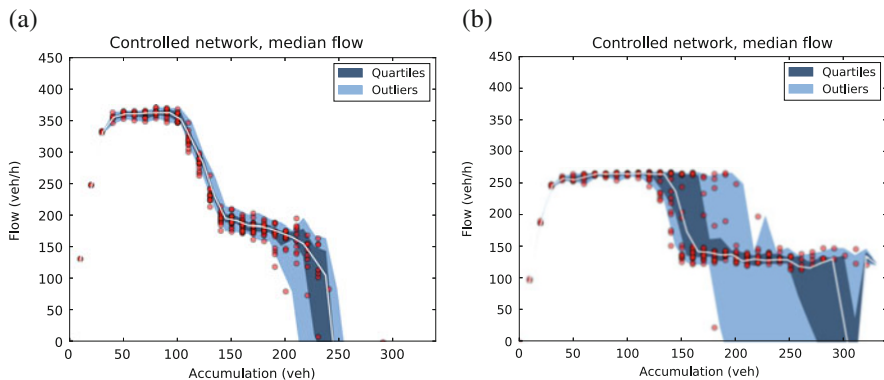 (a)
Controlled network, median flow
450
400
350
300
250
200
150
100
50
0
Flow (veh/h)
Quartiles
Outliers
0 50 100 150 200 250 300
Accumulation (veh)
(b)
Controlled network, median flow
450
400
350
300
250
200
150
100
50
0
Flow (veh/h)
Quartiles
Outliers
0 50 100 150 200 250 300
Accumulation (veh)